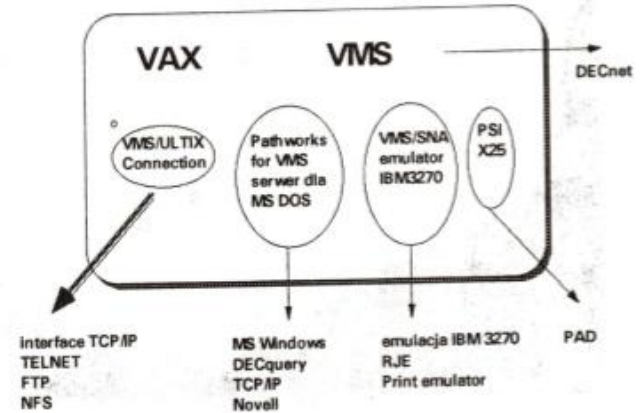 VAX VMS
DECnet
VMS/ULTIX
Connection
Pathworks
for VMS
serwer dla
MS DOS
VMS/SNA
emulator
IBM3270
PSI
X25
interface TCP/IP
TELNET
FTP
NFS
MS Windows
DECquery
TCP/IP
Novell
emulacja IBM 3270
RJE
Print emulator
PAD